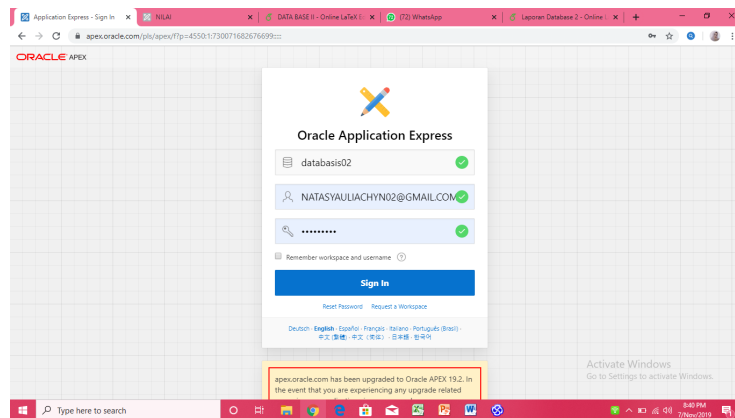 Application Express - Sign In
NILAI
DATA BASE II - Online LaTeX E
(72) WhatsApp
Laporan Database 2 - Online
apex.oracle.com/pls/apex/f?p=4550:1:730071682676699:::::
ORACLE APEX
Oracle Application Express
databasis02
NATASYAULIACHYN02@GMAIL.COM
•••••••••
Remember workspace and username ?
Sign In
Reset Password Request a Workspace
Deutsch · English · Español · Français · Italiano · Português (Brasil) ·
中文 (繁體) · 中文 (简体) · 日本語 · 한국어
apex.oracle.com has been upgraded to Oracle APEX 19.2. In
the event that you are experiencing any upgrade related
Activate Windows
Go to Settings to activate Windows.
Type here to search
8:40 PM
7/Nov/2019